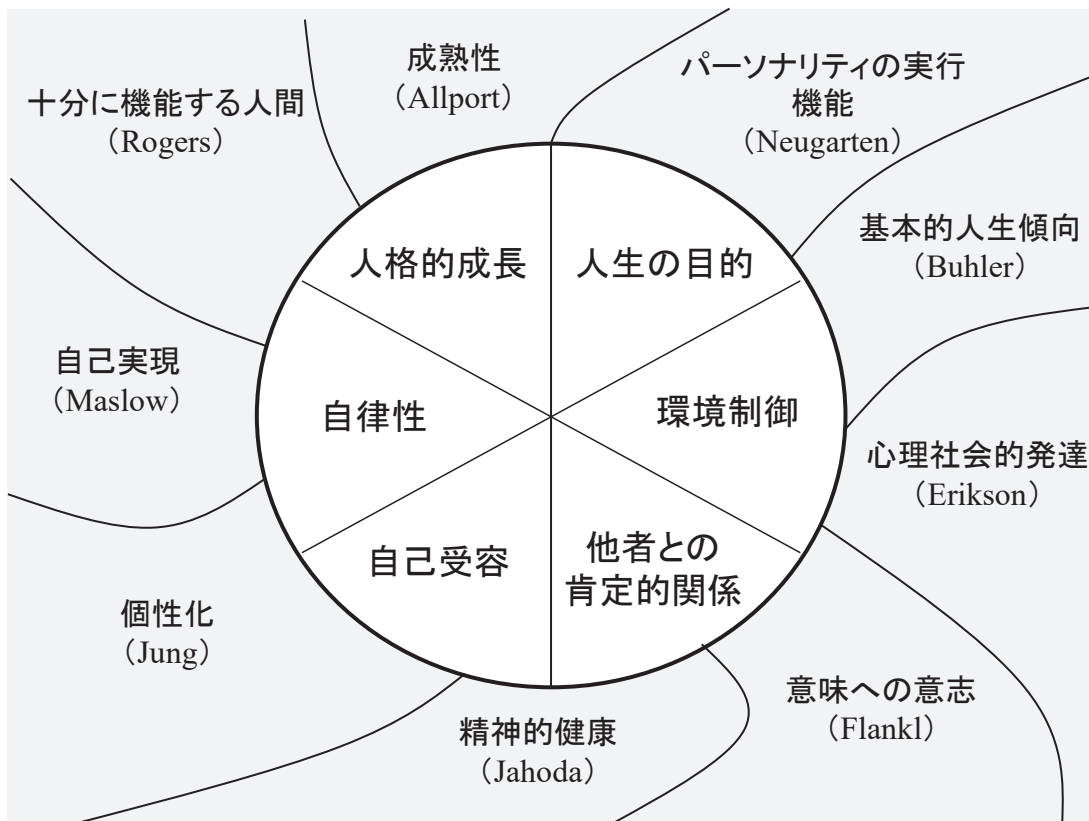 成熟性
（Allport）
パーソナリティの実行
機能
（Neugarten）
基本的人生傾向
（Buhler）
心理社会的発達
（Erikson）
意味への意志
（Flankl）
精神的健康
（Jahoda）
個性化
（Jung）
自己実現
（Maslow）
十分に機能する人間
（Rogers）
人格的成長
人生の目的
自律性
環境制御
自己受容
他者との
肯定的関係